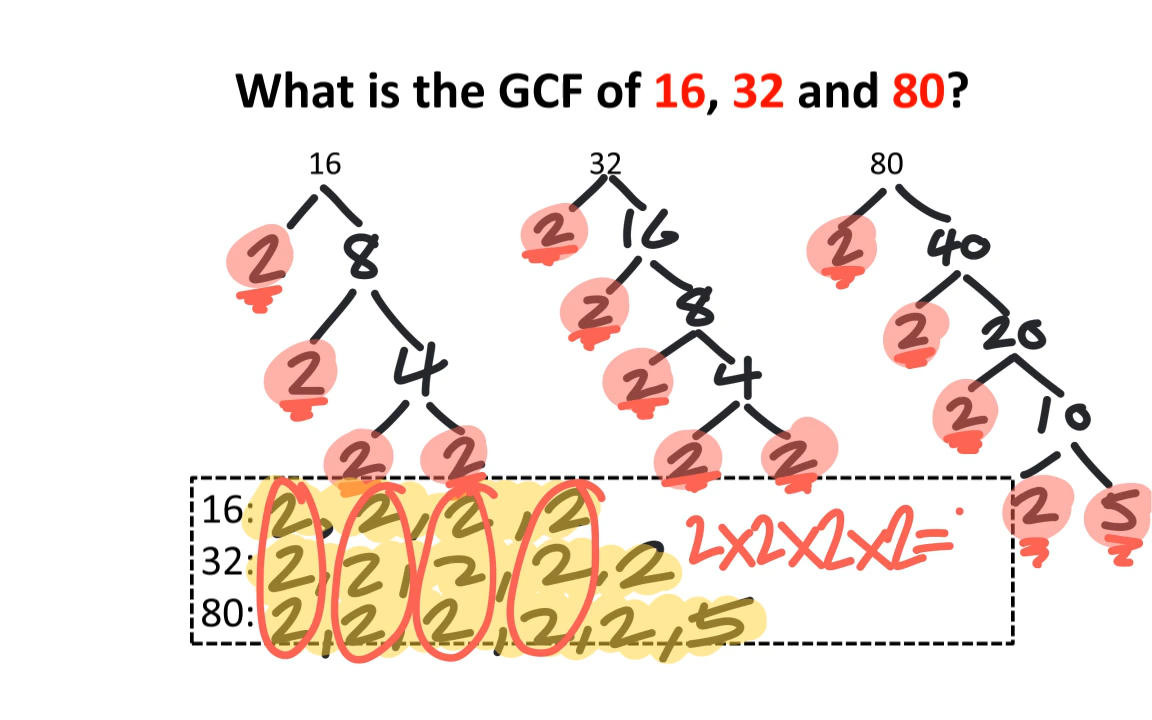 What is the GCF of 16, 32 and 80?
16 32 80
2 8 2 16 2 40
2 8 2 20
2 4 2 4 2 10
2 2 2 2 2 5
16: 2, 2, 2, 2
32: 2, 2, 2, 2, 2
80: 2, 2, 2, 2, 2, 5
2x2x2x2=